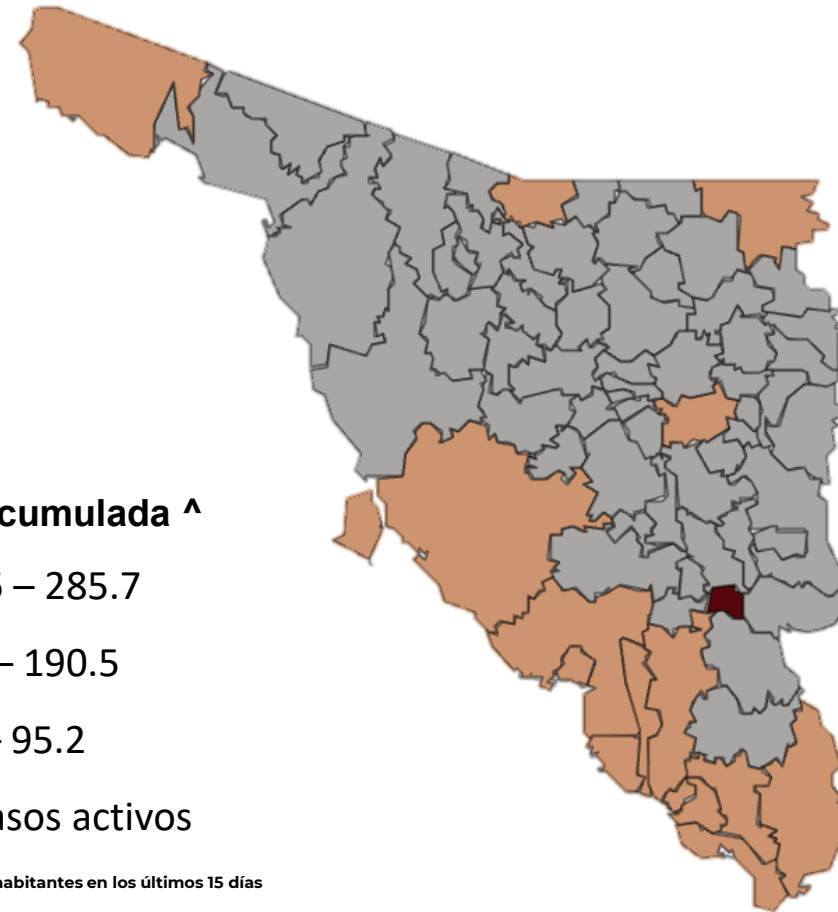 cumulada ^
– 285.7
– 190.5
– 95.2
asos activos
habitantes en los últimos 15 días